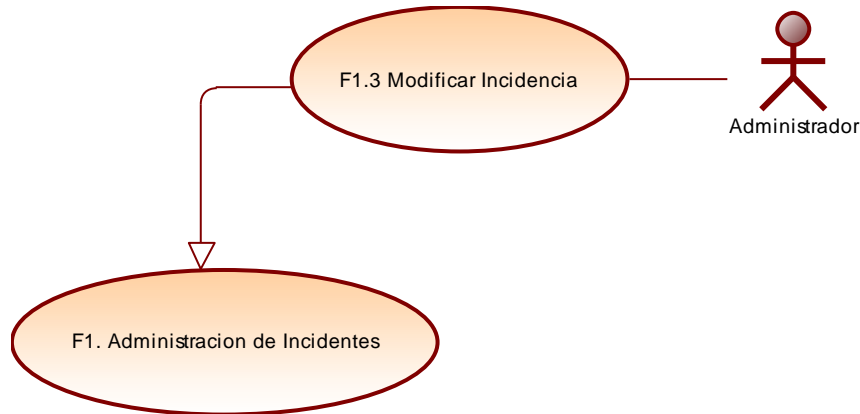 F1.3 Modificar Incidencia
Administrador
F1. Administracion de Incidentes